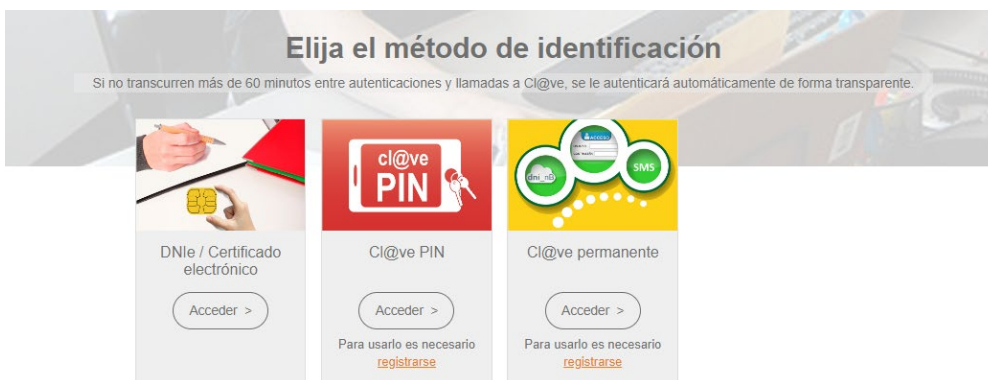 Elija el método de identificación
Si no transcurren más de 60 minutos entre autenticaciones y llamadas a Cl@ve, se le autenticará automáticamente de forma transparente.
cl@ve
PIN
ACCESO
dni_nB
SMS
DNIe / Certificado
electrónico
Acceder >
Cl@ve PIN
Acceder >
Para usarlo es necesario
registrarse
Cl@ve permanente
Acceder >
Para usarlo es necesario
registrarse